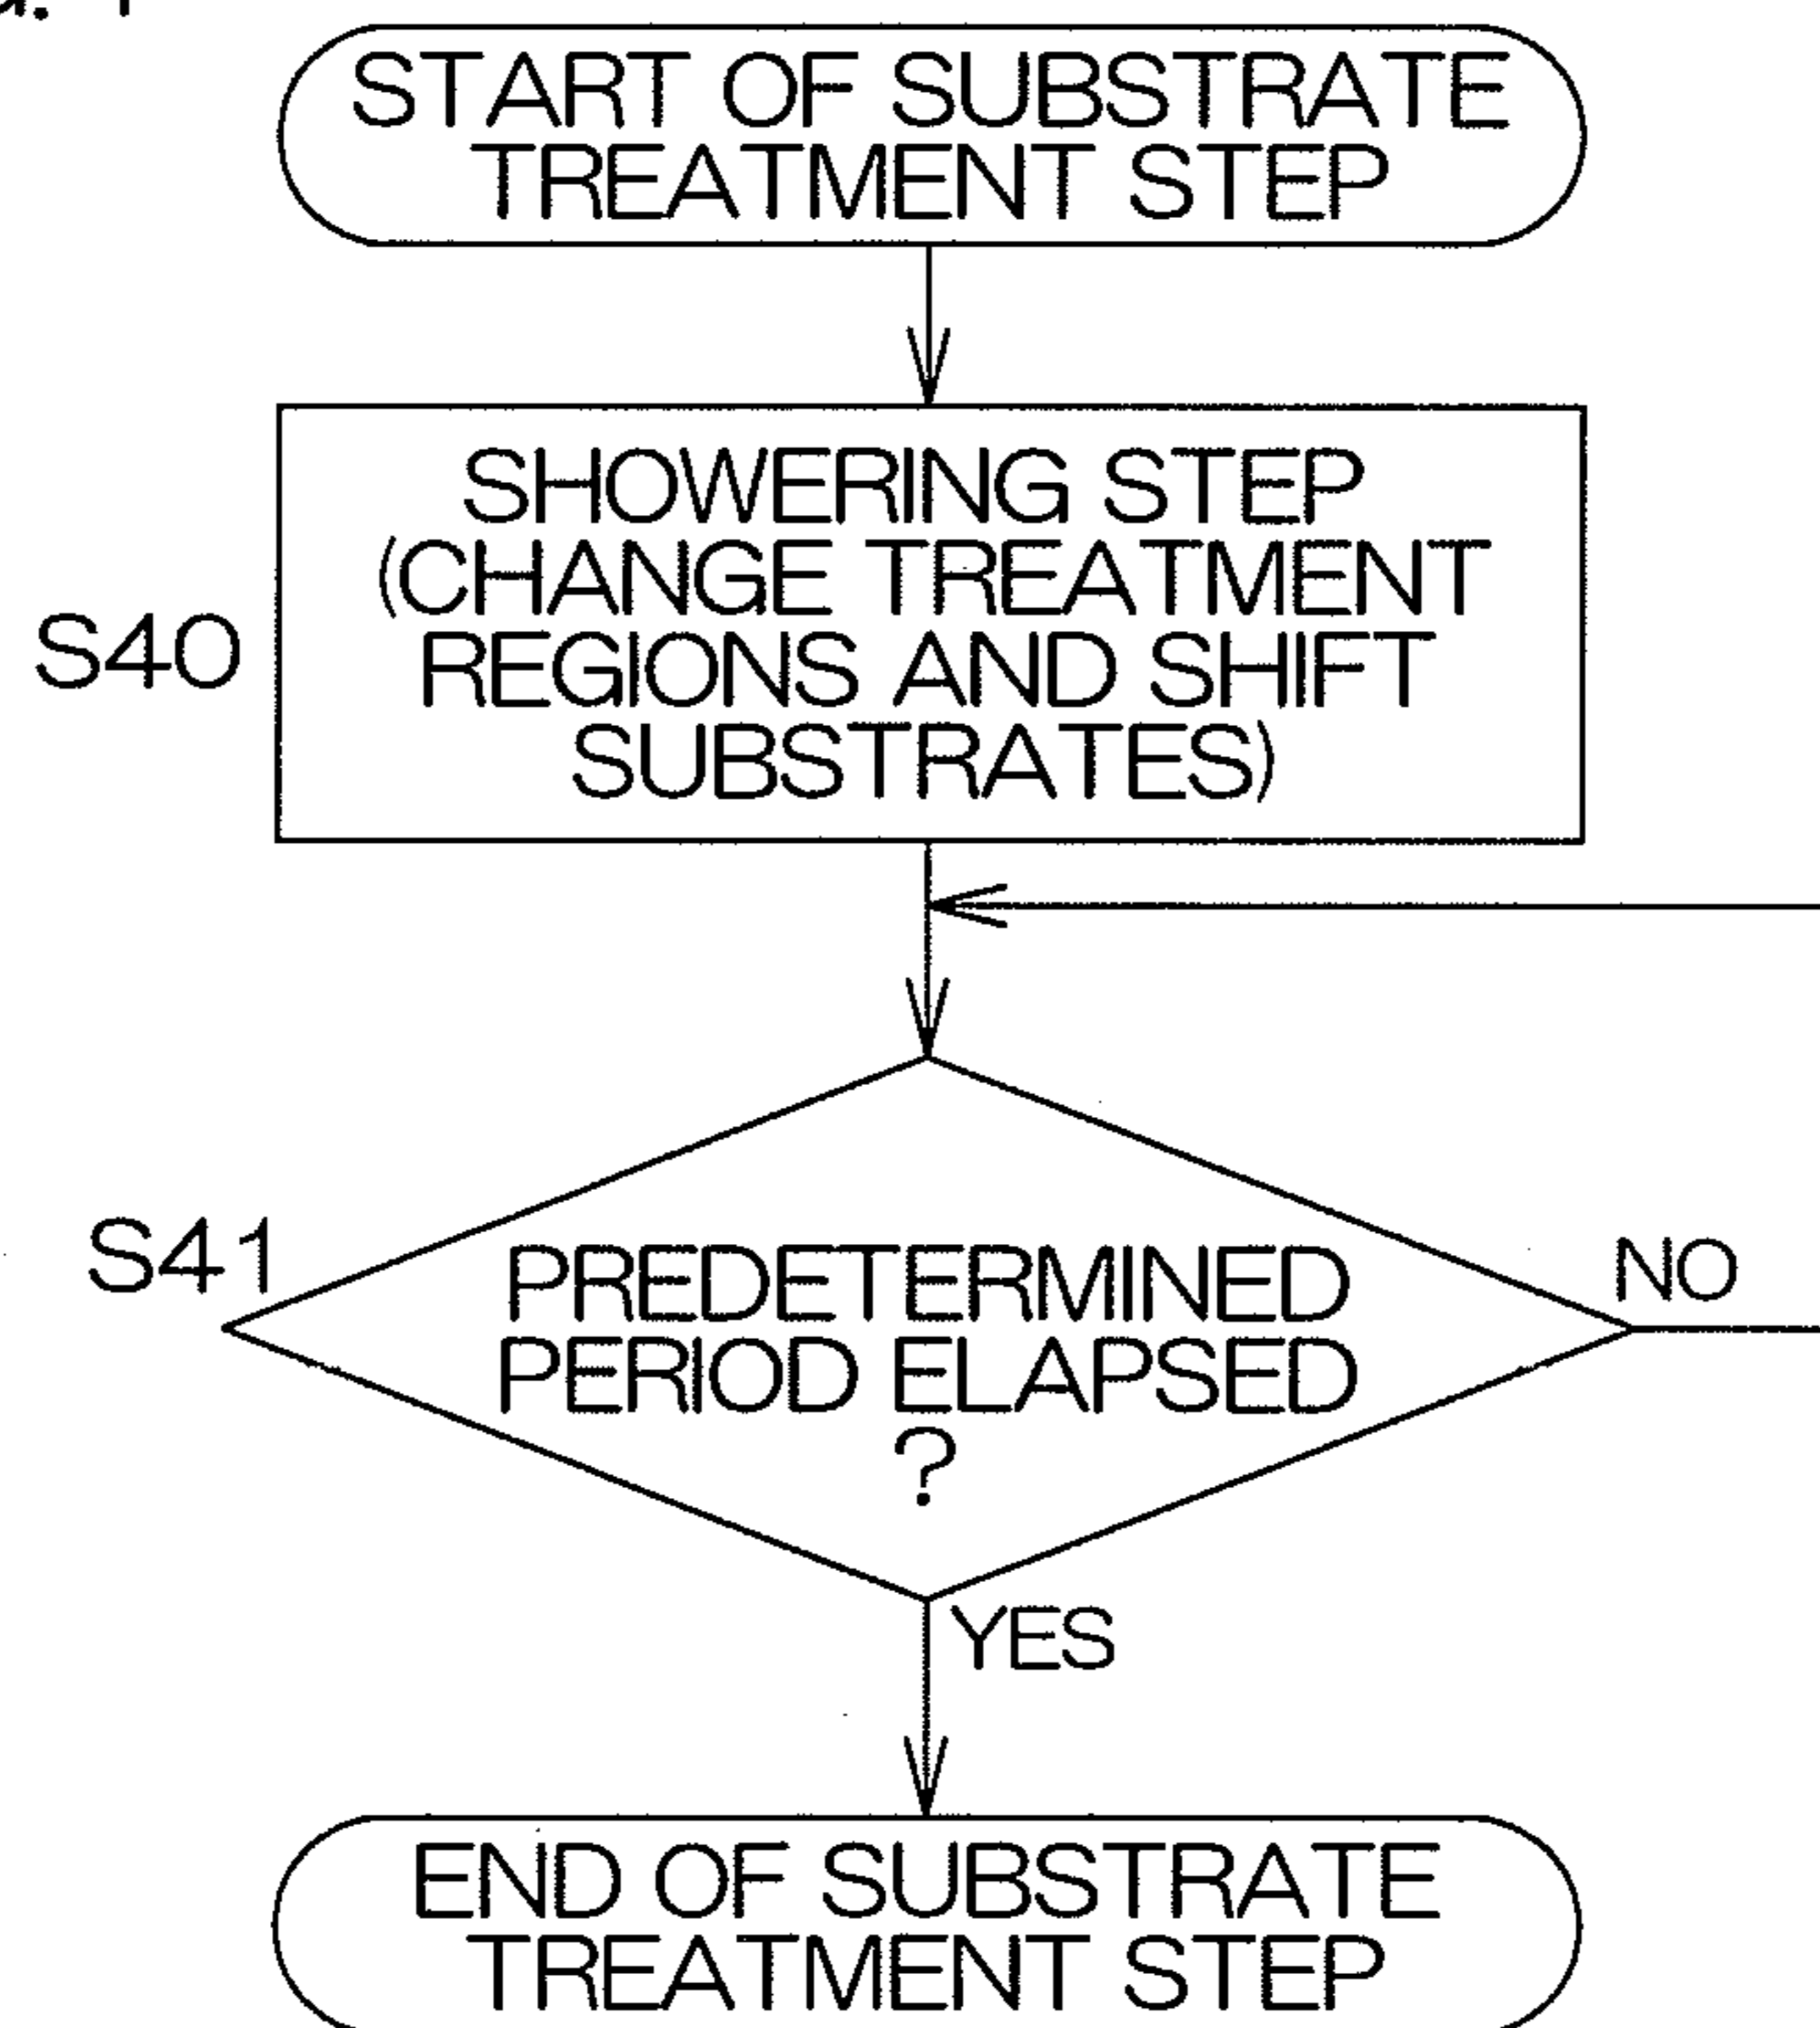 START OF SUBSTRATE
TREATMENT STEP
SHOWERING STEP
(CHANGE TREATMENT
REGIONS AND SHIFT
SUBSTRATES)
S40
S41
PREDETERMINED
PERIOD ELAPSED
?
NO
YES
END OF SUBSTRATE
TREATMENT STEP